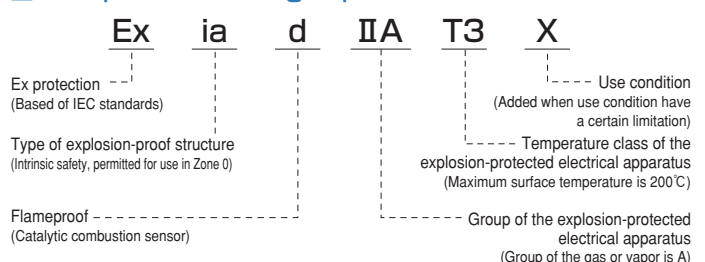 Ex ia d ⅡA T3 X
Ex protection
(Based of IEC standards)
Type of explosion-proof structure
(Intrinsic safety, permitted for use in Zone 0)
Flameproof
(Catalytic combustion sensor)
Use condition
(Added when use condition have
a certain limitation)
Temperature class of the
explosion-protected electrical apparatus
(Maximum surface temperature is 200℃)
Group of the explosion-protected
electrical apparatus
(Group of the gas or vapor is A)